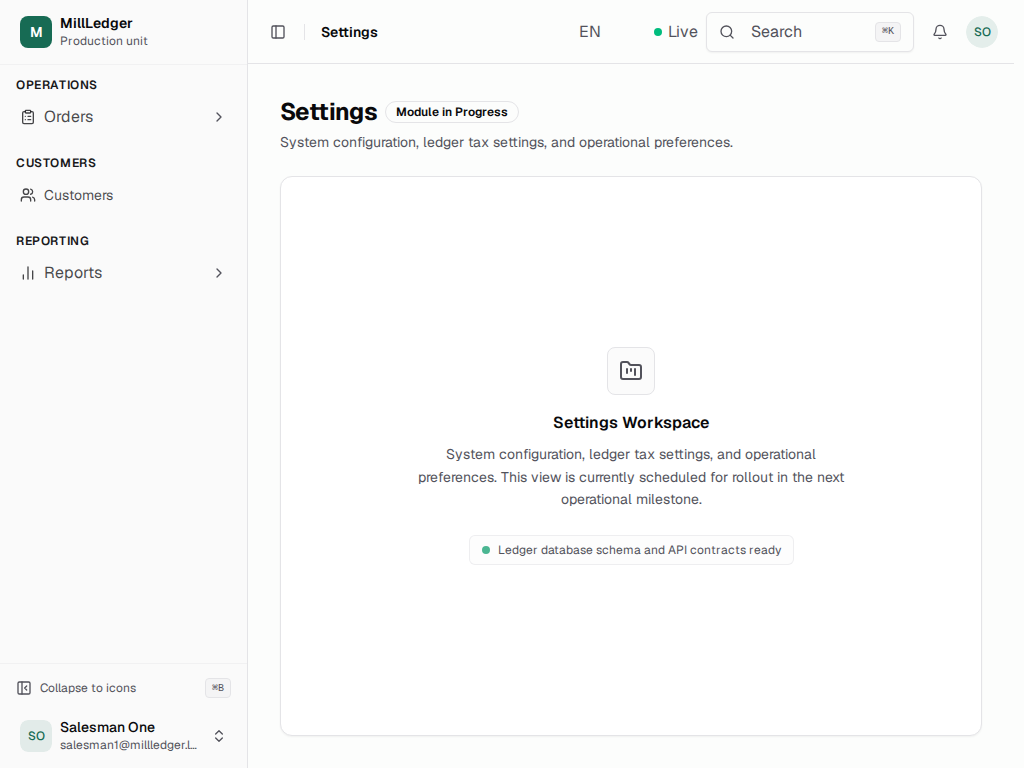 M
MillLedger
Production unit
OPERATIONS
Orders
CUSTOMERS
Customers
REPORTING
Reports
Collapse to icons
⌘B
SO
Salesman One
salesman1@millledger.l...
Settings
EN
Live
Search
⌘K
SO
Settings
Module in Progress
System configuration, ledger tax settings, and operational preferences.
Settings Workspace
System configuration, ledger tax settings, and operational
preferences. This view is currently scheduled for rollout in the next
operational milestone.
Ledger database schema and API contracts ready